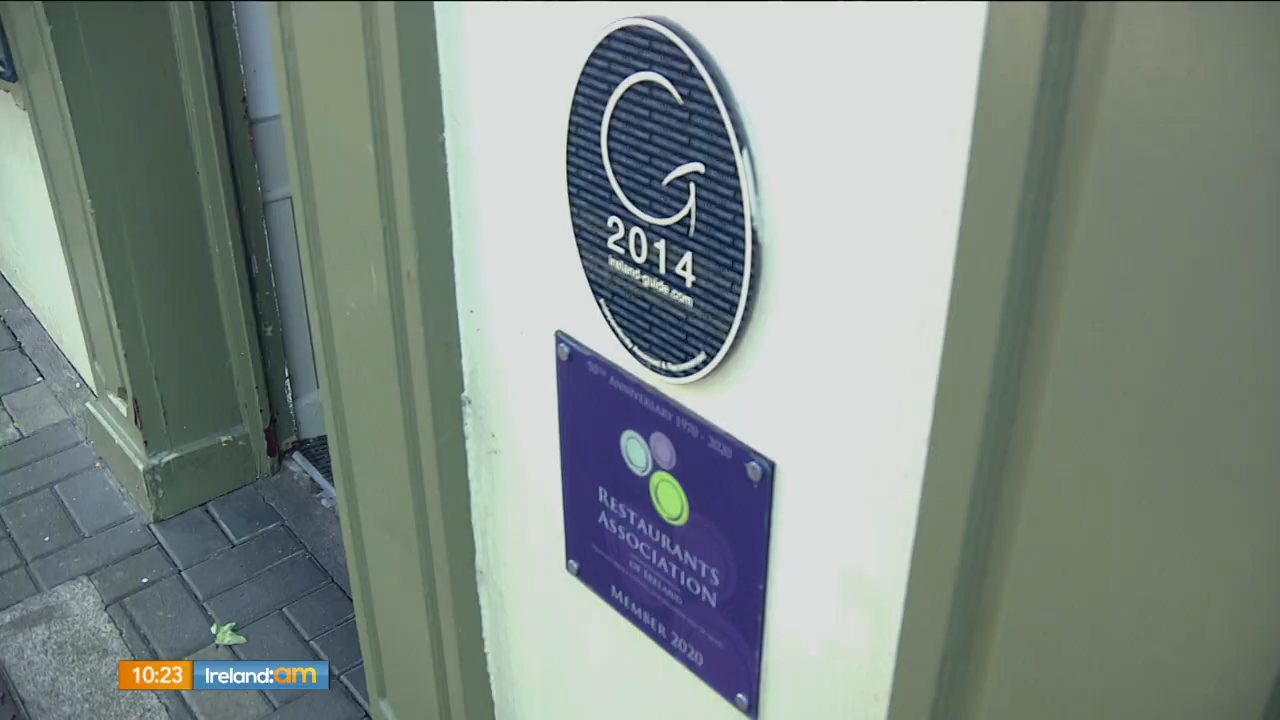 G
2014
ireland-guide.com
50TH ANNIVERSARY 1970 - 2020
RESTAURANTS
ASSOCIATION
OF IRELAND
MEMBER 2020
10:23 Ireland:am